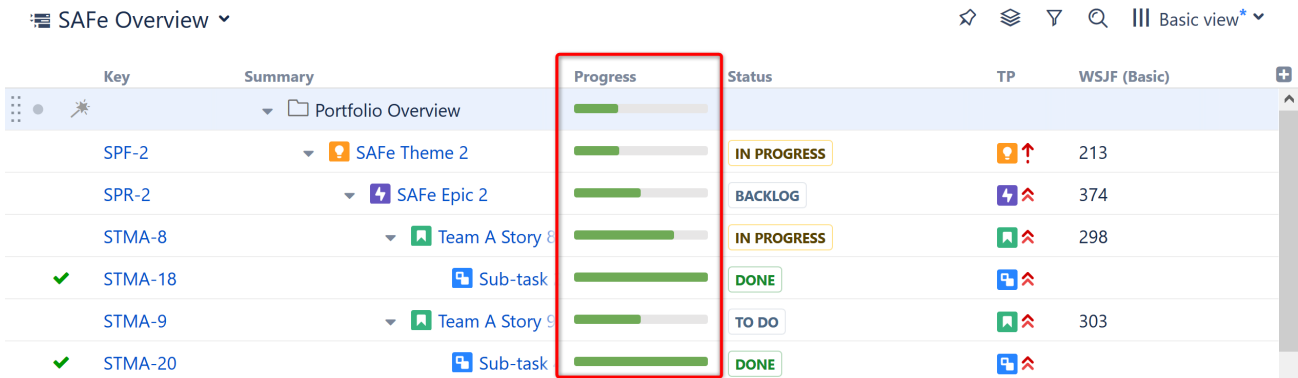 SAFe Overview
Basic view*
Key Summary Progress Status TP WSJF (Basic)
Portfolio Overview
SPF-2 SAFe Theme 2 IN PROGRESS 213
SPR-2 SAFe Epic 2 BACKLOG 374
STMA-8 Team A Story 8 IN PROGRESS 298
STMA-18 Sub-task DONE
STMA-9 Team A Story 9 TO DO 303
STMA-20 Sub-task DONE